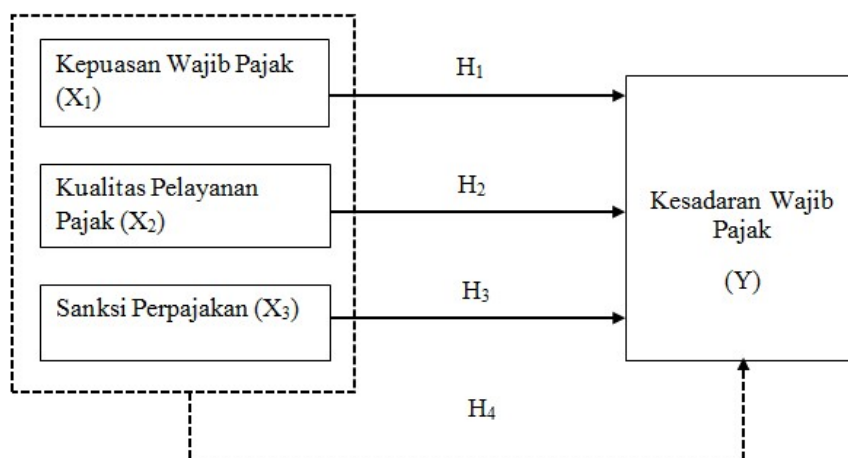 Kepuasan Wajib Pajak
(X₁)
H₁
Kualitas Pelayanan
Pajak (X₂)
H₂
Sanksi Perpajakan (X₃)
H₃
Kesadaran Wajib
Pajak
(Y)
H₄